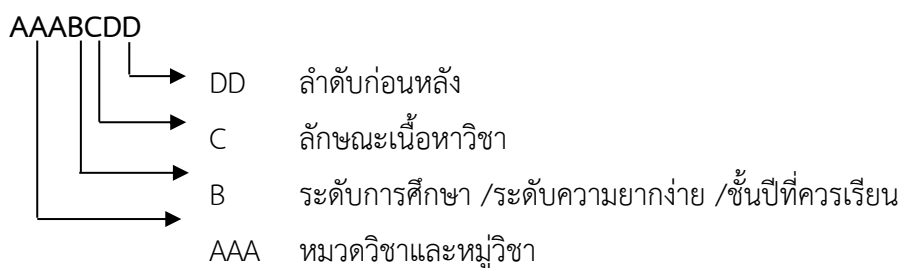 AAABCDD
DD ลำดับก่อนหลัง
C ลักษณะเนื้อหาวิชา
B ระดับการศึกษา /ระดับความยากง่าย /ชั้นปีที่ควรเรียน
AAA หมวดวิชาและหมู่วิชา